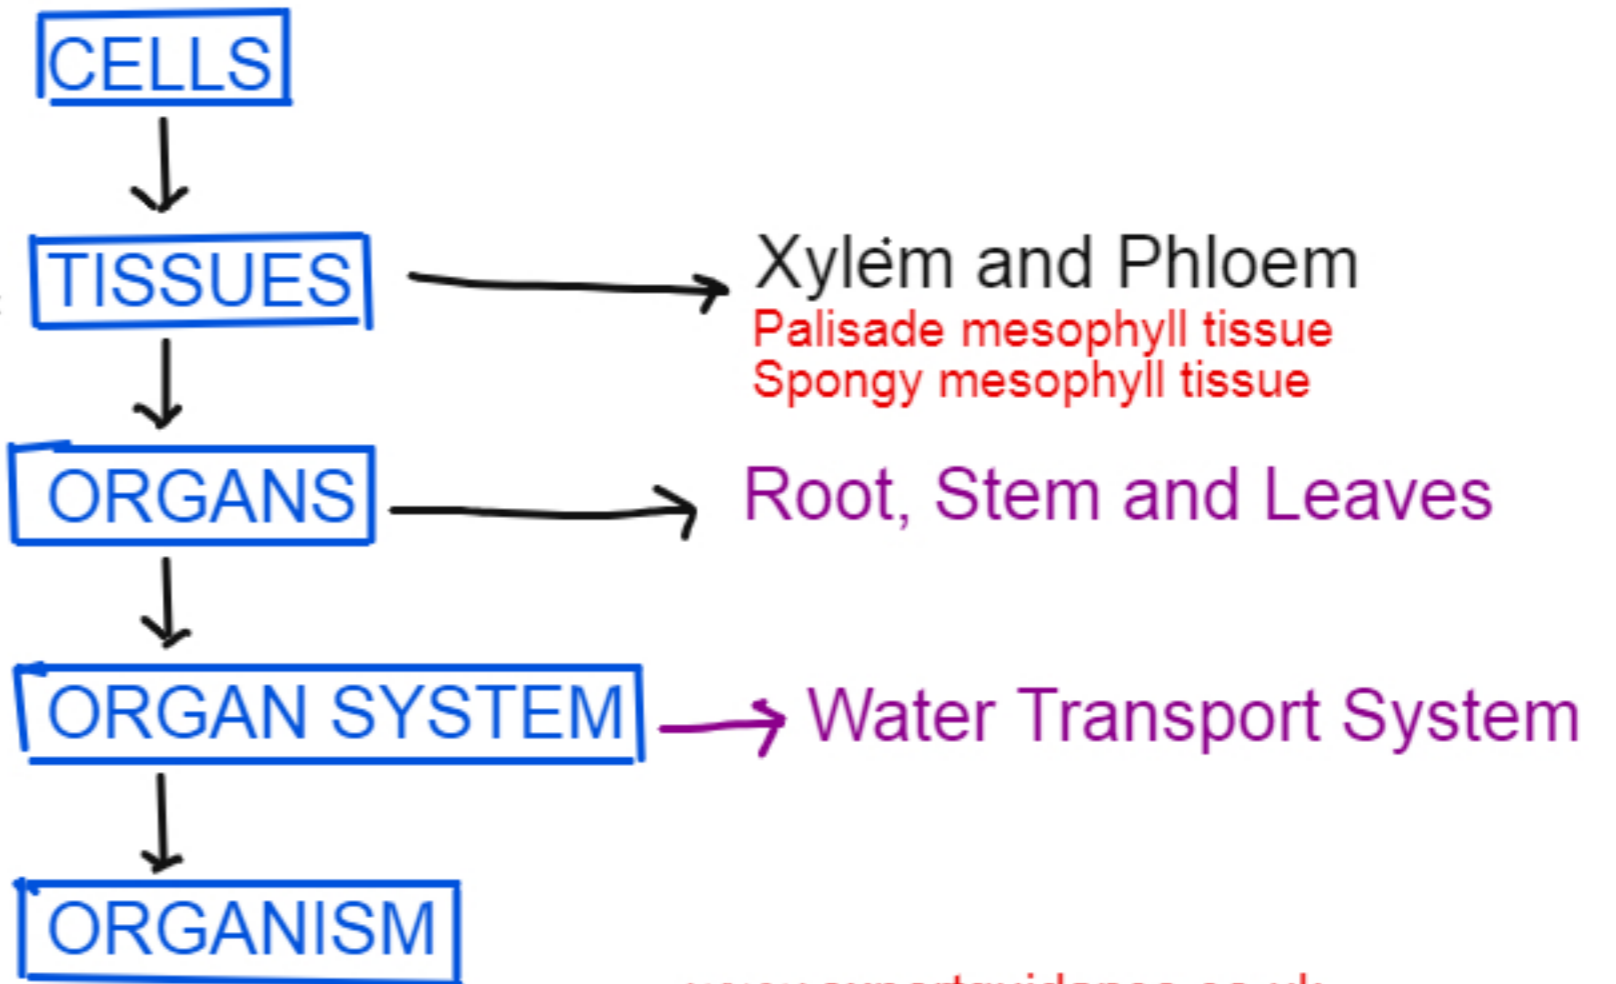 CELLS
TISSUES
Xylem and Phloem
Palisade mesophyll tissue
Spongy mesophyll tissue
ORGANS
Root, Stem and Leaves
ORGAN SYSTEM
Water Transport System
ORGANISM